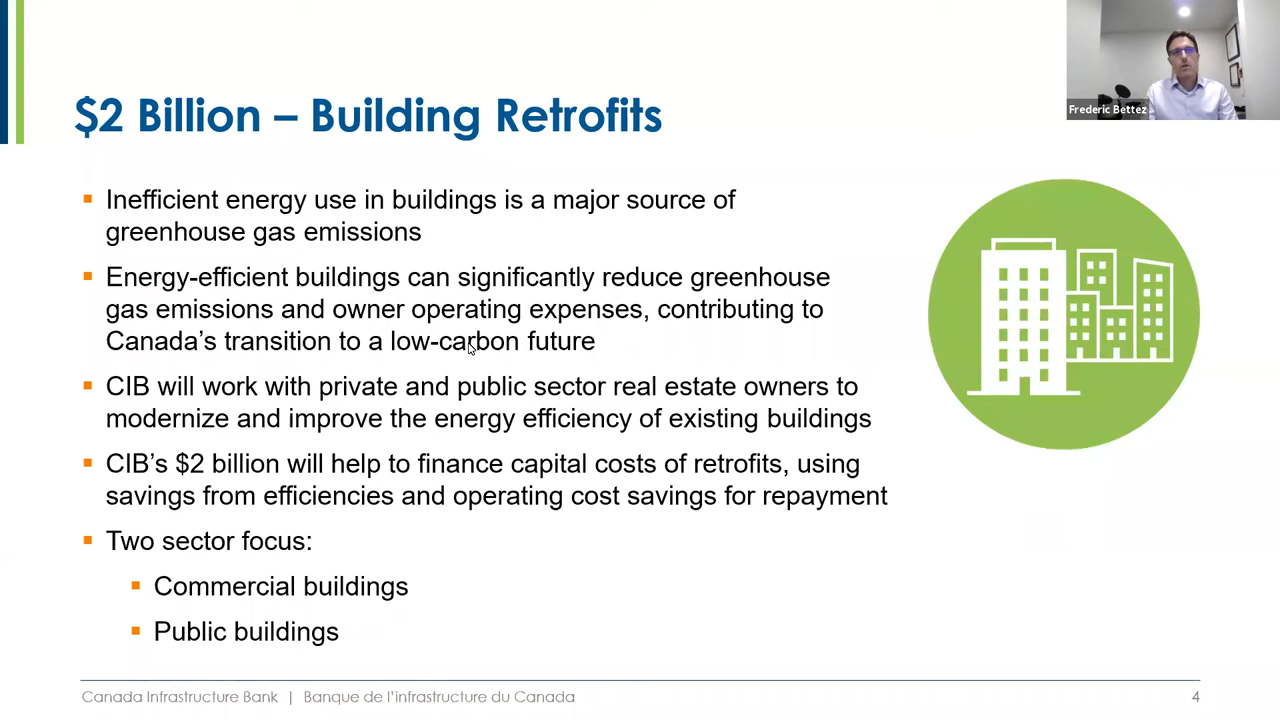 $2 Billion – Building Retrofits
Frederic Bettez
▪ Inefficient energy use in buildings is a major source of
greenhouse gas emissions
▪ Energy-efficient buildings can significantly reduce greenhouse
gas emissions and owner operating expenses, contributing to
Canada’s transition to a low-carbon future
▪ CIB will work with private and public sector real estate owners to
modernize and improve the energy efficiency of existing buildings
▪ CIB’s $2 billion will help to finance capital costs of retrofits, using
savings from efficiencies and operating cost savings for repayment
▪ Two sector focus:
▪ Commercial buildings
▪ Public buildings
Canada Infrastructure Bank | Banque de l’infrastructure du Canada
4